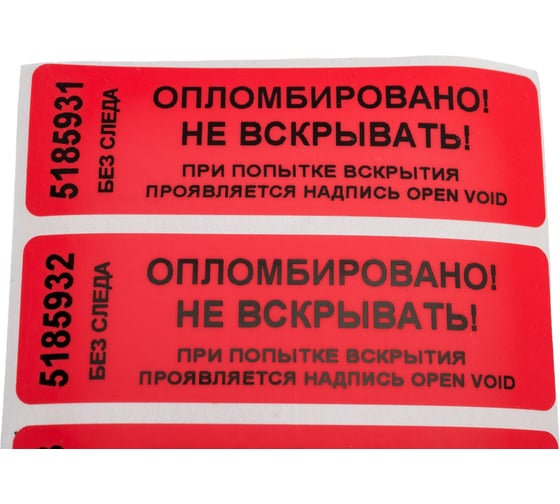 5185931
БЕЗ СЛЕДА
ОПЛОМБИРОВАНО!
НЕ ВСКРЫВАТЬ!
ПРИ ПОПЫТКЕ ВСКРЫТИЯ
ПРОЯВЛЯЕТСЯ НАДПИСЬ OPEN VOID
5185932
БЕЗ СЛЕДА
ОПЛОМБИРОВАНО!
НЕ ВСКРЫВАТЬ!
ПРИ ПОПЫТКЕ ВСКРЫТИЯ
ПРОЯВЛЯЕТСЯ НАДПИСЬ OPEN VOID